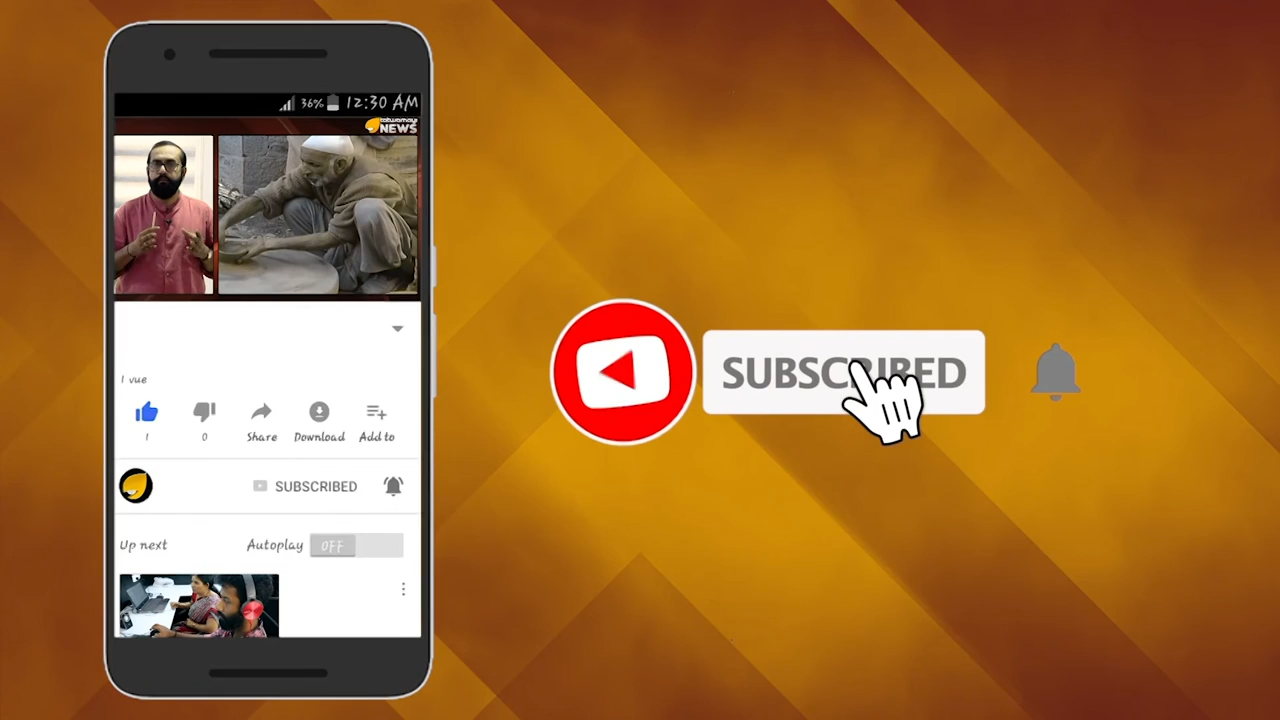 36% 12:30 AM
tatwamayi
NEWS
1 vue
1 0 Share Download Add to
SUBSCRIBED
Up next Autoplay OFF
SUBSCRIBED